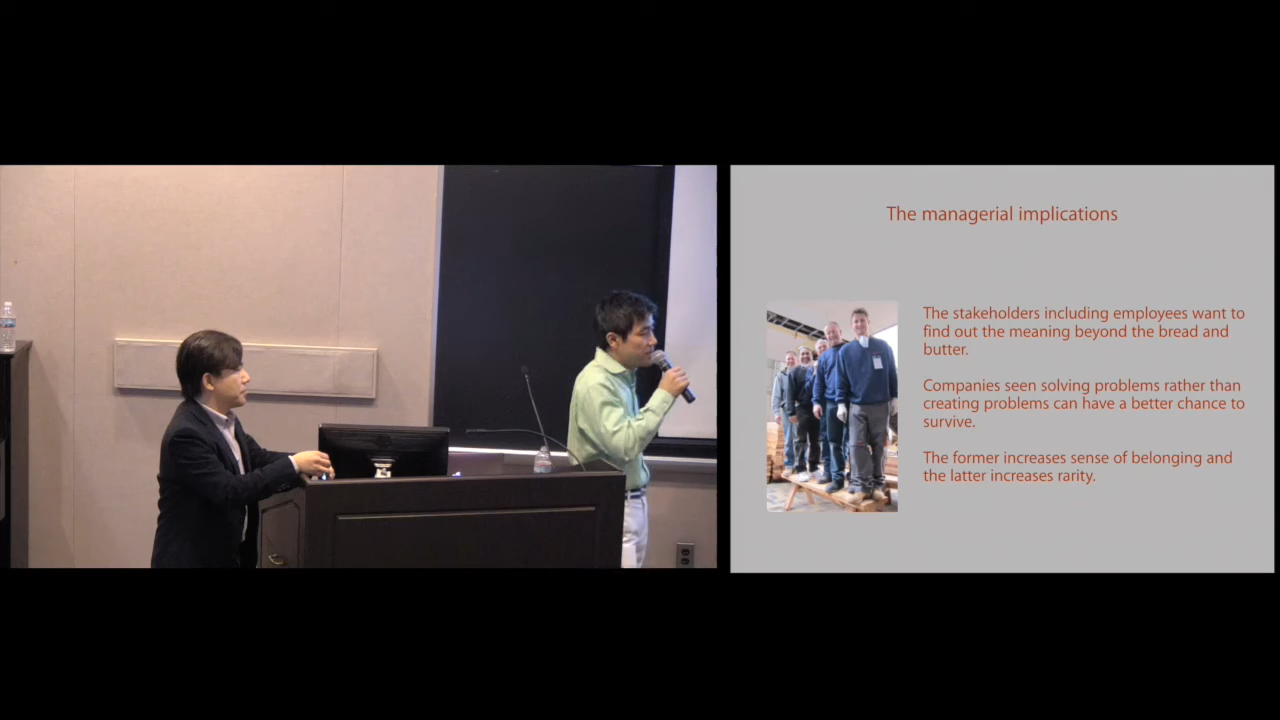 The managerial implications
The stakeholders including employees want to
find out the meaning beyond the bread and
butter.
Companies seen solving problems rather than
creating problems can have a better chance to
survive.
The former increases sense of belonging and
the latter increases rarity.